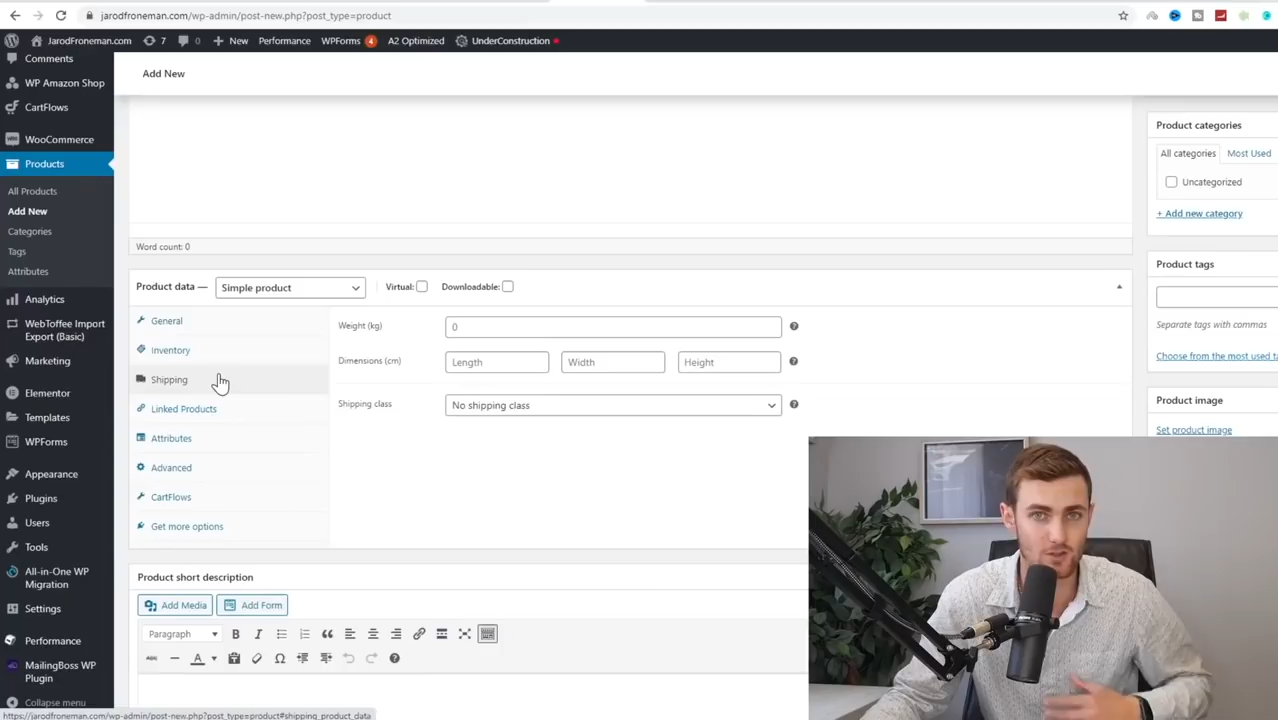 jarodfroneman.com/wp-admin/post-new.php?post_type=product
JarodFroneman.com 7 0 New Performance WPForms 4 A2 Optimized UnderConstruction
Comments
WP Amazon Shop
CartFlows
WooCommerce
Products
All Products
Add New
Categories
Tags
Attributes
Analytics
WebToffee Import
Export (Basic)
Marketing
Elementor
Templates
WPForms
Appearance
Plugins
Users
Tools
All-in-One WP
Migration
Settings
Performance
MailingBoss WP
Plugin
Collapse menu
Add New
Word count: 0
Product data — Simple product Virtual: Downloadable:
General
Inventory
Shipping
Linked Products
Attributes
Advanced
CartFlows
Get more options
Weight (kg) 0
Dimensions (cm) Length Width Height
Shipping class No shipping class
Product short description
Add Media Add Form
Paragraph
Product categories
All categories Most Used
Uncategorized
+ Add new category
Product tags
Separate tags with commas
Choose from the most used ta
Product image
Set product image
https://jarodfroneman.com/wp-admin/post-new.php?post_type=product#shipping_product_data